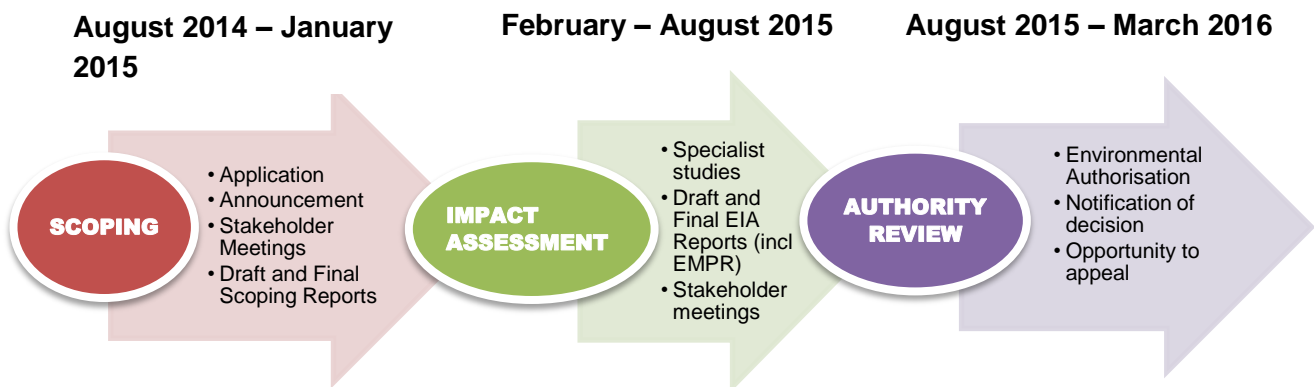 August 2014 – January
2015
February – August 2015
August 2015 – March 2016
SCOPING
• Application
• Announcement
• Stakeholder
Meetings
• Draft and Final
Scoping Reports
IMPACT
ASSESSMENT
• Specialist
studies
• Draft and
Final EIA
Reports (incl
EMPR)
• Stakeholder
meetings
AUTHORITY
REVIEW
• Environmental
Authorisation
• Notification of
decision
• Opportunity to
appeal